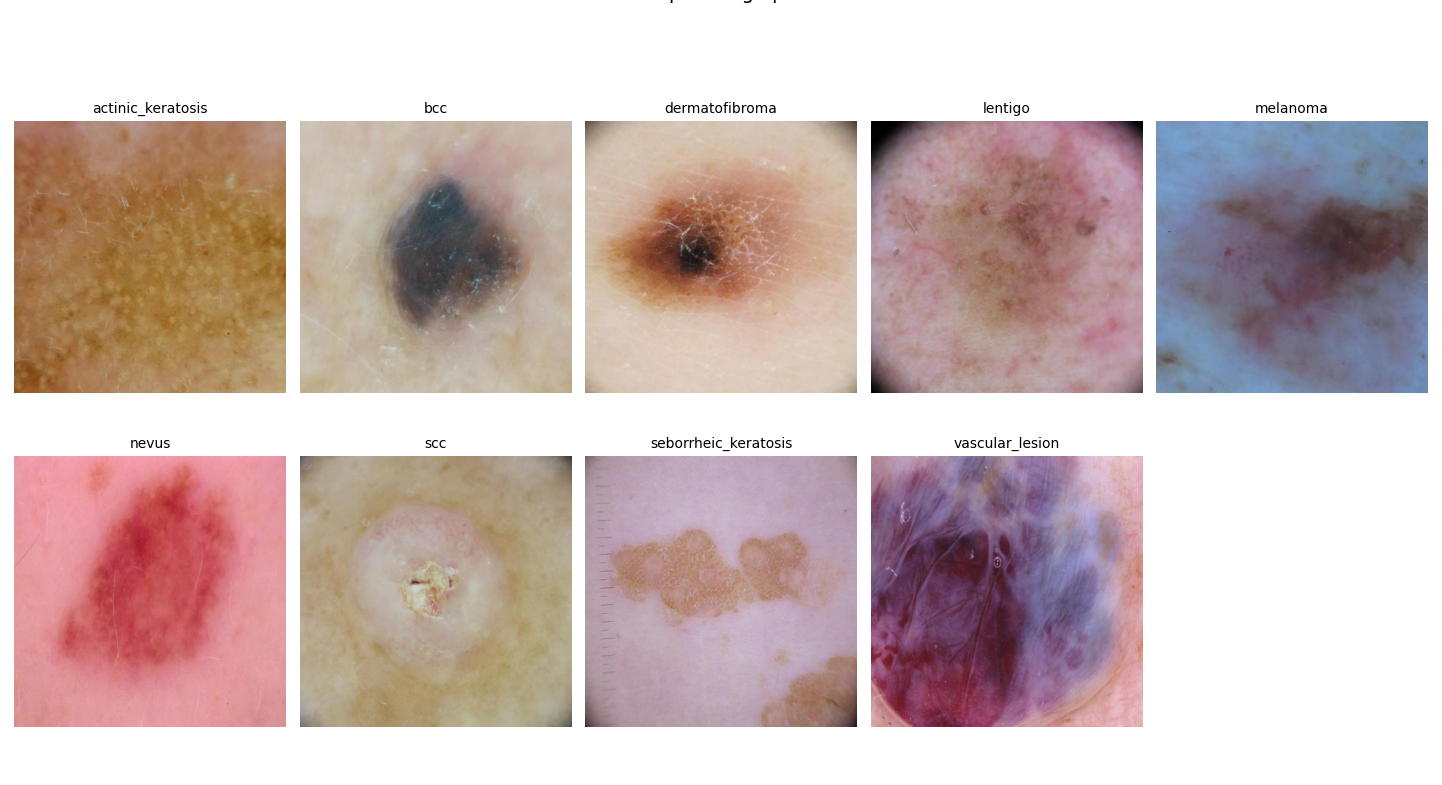 actinic_keratosis
bcc
dermatofibroma
lentigo
melanoma
nevus
scc
seborrheic_keratosis
vascular_lesion